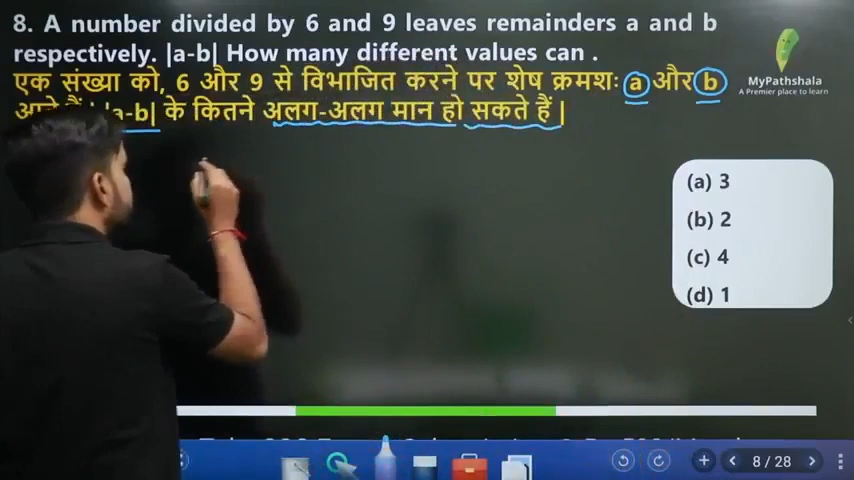 8. A number divided by 6 and 9 leaves remainders a and b
respectively. |a-b| How many different values can .
एक संख्या को, 6 और 9 से विभाजित करने पर शेष क्रमशः a और b
a-b| के कितने अलग-अलग मान हो सकते हैं |
MyPathshala
A Premier place to learn
(a) 3
(b) 2
(c) 4
(d) 1
8 / 28